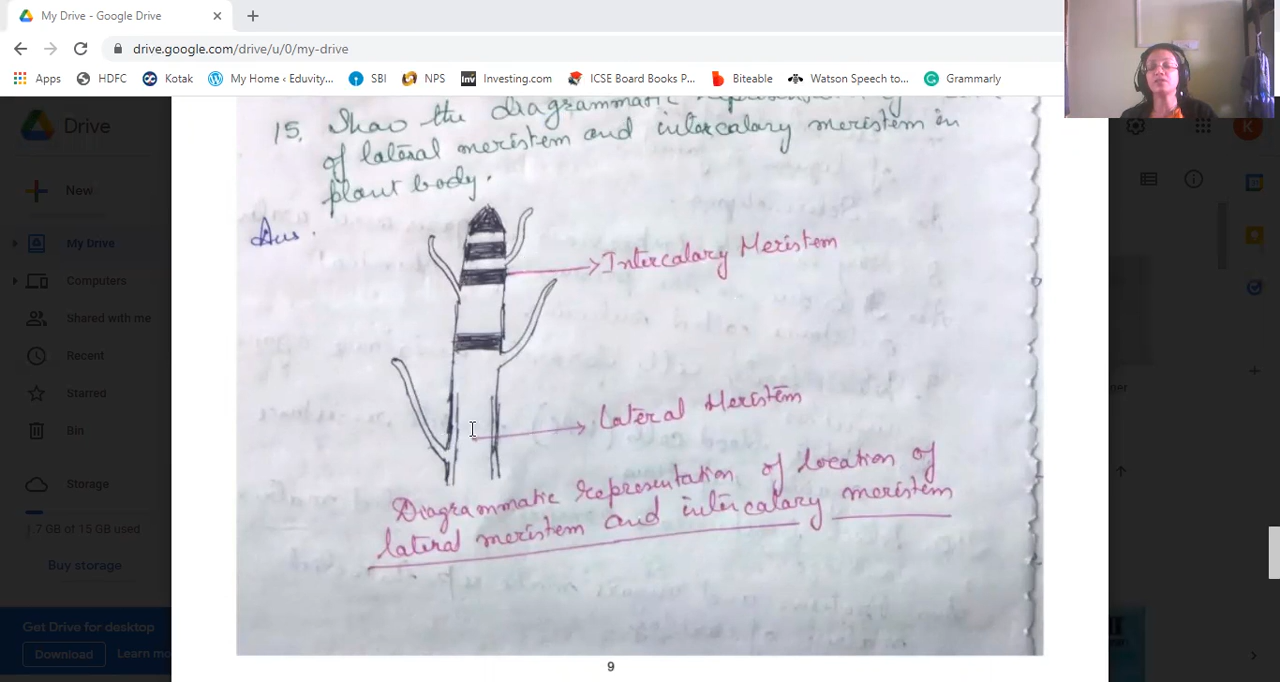 My Drive - Google Drive
drive.google.com/drive/u/0/my-drive
Apps HDFC Kotak My Home ‹ Eduvity... SBI NPS Investing.com ICSE Board Books P... Biteable Watson Speech to... Grammarly
Drive
New
My Drive
Computers
Shared with me
Recent
Starred
Bin
Storage
1.7 GB of 15 GB used
Buy storage
Get Drive for desktop
Download Learn mo
K
15. Show the diagrammatic
of lateral meristem and intercalary meristem in
plant body.
Ans.
Intercalary Meristem
Lateral Meristem
Diagrammatic representation of location of
lateral meristem and intercalary meristem
9